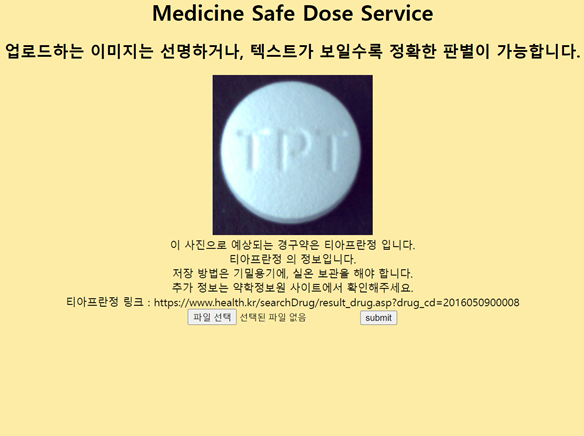 Medicine Safe Dose Service
업로드하는 이미지는 선명하거나, 텍스트가 보일수록 정확한 판별이 가능합니다.
TPT
이 사진으로 예상되는 경구약은 티아프란정 입니다.
티아프란정 의 정보입니다.
저장 방법은 기밀용기에, 실온 보관을 해야 합니다.
추가 정보는 약학정보원 사이트에서 확인해주세요.
티아프란정 링크 : https://www.health.kr/searchDrug/result_drug.asp?drug_cd=2016050900008
파일 선택 선택된 파일 없음 submit